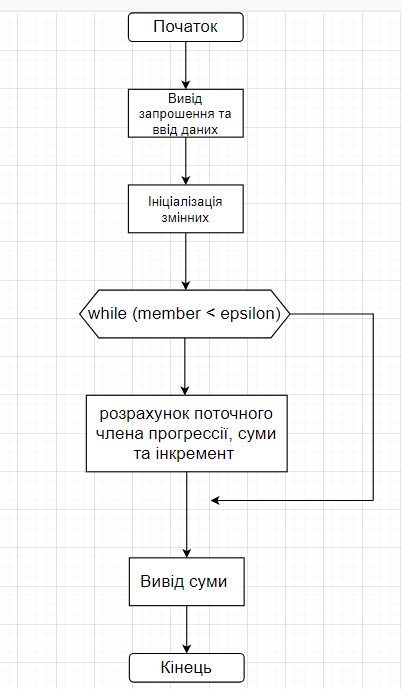 Початок
Вивід
запрошення та
ввід даних
Ініціалізація
змінних
while (member < epsilon)
розрахунок поточного
члена прогрессії, суми
та інкремент
Вивід суми
Кінець